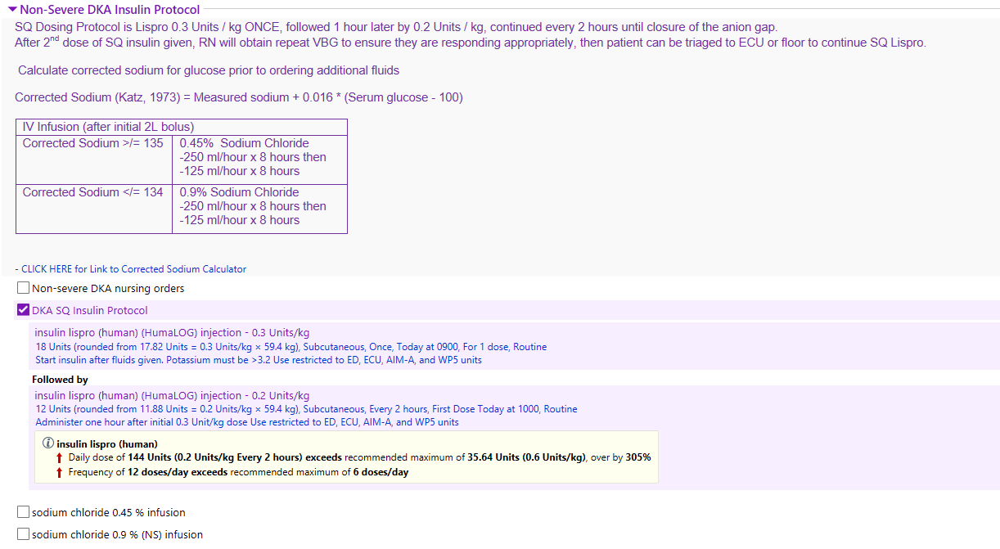 Non-Severe DKA Insulin Protocol
SQ Dosing Protocol is Lispro 0.3 Units / kg ONCE, followed 1 hour later by 0.2 Units / kg, continued every 2 hours until closure of the anion gap.
After 2nd dose of SQ insulin given, RN will obtain repeat VBG to ensure they are responding appropriately, then patient can be triaged to ECU or floor to continue SQ Lispro.
Calculate corrected sodium for glucose prior to ordering additional fluids
Corrected Sodium (Katz, 1973) = Measured sodium + 0.016 * (Serum glucose - 100)
IV Infusion (after initial 2L bolus)
Corrected Sodium >/= 135
0.45% Sodium Chloride
-250 ml/hour x 8 hours then
-125 ml/hour x 8 hours
Corrected Sodium </= 134
0.9% Sodium Chloride
-250 ml/hour x 8 hours then
-125 ml/hour x 8 hours
- CLICK HERE for Link to Corrected Sodium Calculator
Non-severe DKA nursing orders
DKA SQ Insulin Protocol
insulin lispro (human) (HumaLOG) injection - 0.3 Units/kg
18 Units (rounded from 17.82 Units = 0.3 Units/kg × 59.4 kg), Subcutaneous, Once, Today at 0900, For 1 dose, Routine
Start insulin after fluids given. Potassium must be >3.2 Use restricted to ED, ECU, AIM-A, and WP5 units
Followed by
insulin lispro (human) (HumaLOG) injection - 0.2 Units/kg
12 Units (rounded from 11.88 Units = 0.2 Units/kg × 59.4 kg), Subcutaneous, Every 2 hours, First Dose Today at 1000, Routine
Administer one hour after initial 0.3 Unit/kg dose Use restricted to ED, ECU, AIM-A, and WP5 units
insulin lispro (human)
Daily dose of 144 Units (0.2 Units/kg Every 2 hours) exceeds recommended maximum of 35.64 Units (0.6 Units/kg), over by 305%
Frequency of 12 doses/day exceeds recommended maximum of 6 doses/day
sodium chloride 0.45 % infusion
sodium chloride 0.9 % (NS) infusion